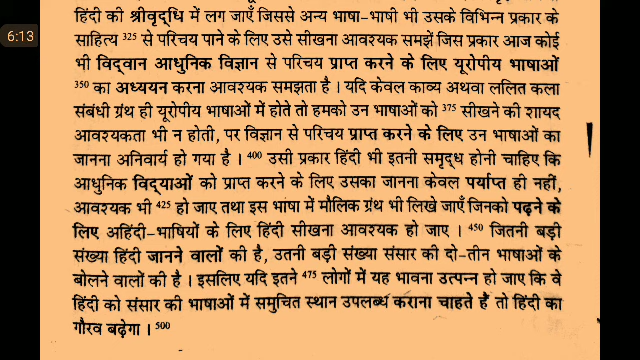 हिंदी की श्रीवृद्धि में लग जाएँ जिससे अन्य भाषा-भाषी भी उसके विभिन्न प्रकार के
6:13
साहित्य ³²⁵ से परिचय पाने के लिए उसे सीखना आवश्यक समझें जिस प्रकार आज कोई
भी विद्वान आधुनिक विज्ञान से परिचय प्राप्त करने के लिए यूरोपीय भाषाओं
³⁵⁰ का अध्ययन करना आवश्यक समझता है । यदि केवल काव्य अथवा ललित कला
संबंधी ग्रंथ ही यूरोपीय भाषाओं में होते तो हमको उन भाषाओं को ³⁷⁵ सीखने की शायद
आवश्यकता भी न होती, पर विज्ञान से परिचय प्राप्त करने के लिए उन भाषाओं का
जानना अनिवार्य हो गया है । ⁴⁰⁰ उसी प्रकार हिंदी भी इतनी समृद्ध होनी चाहिए कि
आधुनिक विद्याओं को प्राप्त करने के लिए उसका जानना केवल पर्याप्त ही नहीं,
आवश्यक भी ⁴²⁵ हो जाए तथा इस भाषा में मौलिक ग्रंथ भी लिखे जाएँ जिनको पढ़ने के
लिए अहिंदी-भाषियों के लिए हिंदी सीखना आवश्यक हो जाए । ⁴⁵⁰ जितनी बड़ी
संख्या हिंदी जानने वालों की है, उतनी बड़ी संख्या संसार की दो-तीन भाषाओं के
बोलने वालों की है । इसलिए यदि इतने ⁴⁷⁵ लोगों में यह भावना उत्पन्न हो जाए कि वे
हिंदी को संसार की भाषाओं में समुचित स्थान उपलब्ध कराना चाहते हैं तो हिंदी का
गौरव बढ़ेगा । ⁵⁰⁰